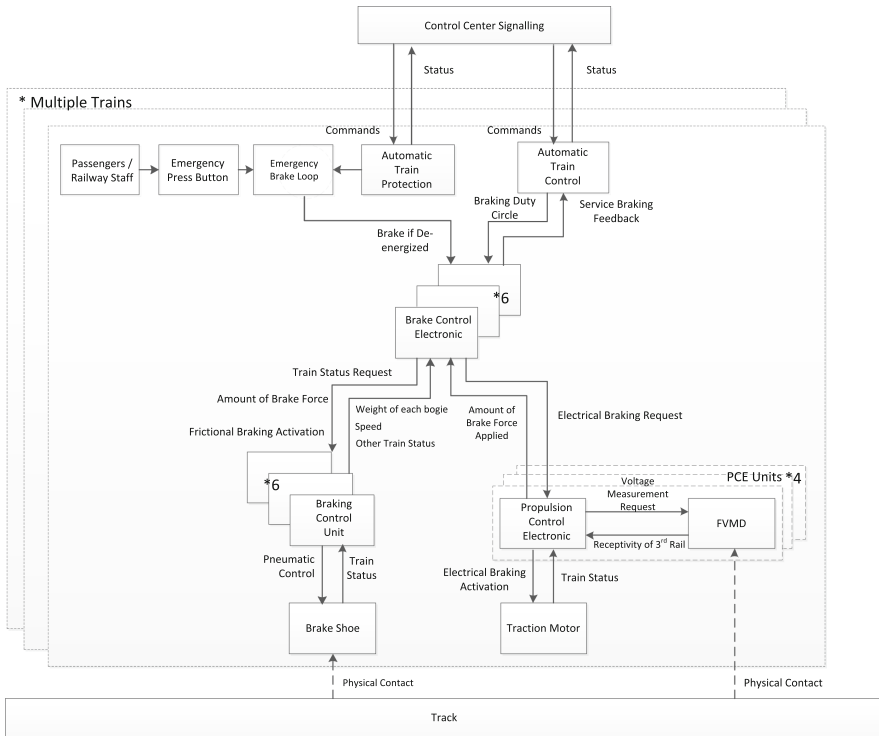 Control Center Signalling
Status
Status
* Multiple Trains
Commands
Commands
Passengers /
Railway Staff
Emergency
Press Button
Emergency
Brake Loop
Automatic
Train
Protection
Automatic
Train
Control
Braking Duty
Circle
Service Braking
Feedback
Brake if De-
energized
*6
Brake Control
Electronic
Train Status Request
Amount of Brake Force
Frictional Braking Activation
Weight of each bogie
Speed
Other Train Status
Amount of
Brake Force
Applied
Electrical Braking Request
*6
Braking
Control
Unit
PCE Units *4
Voltage
Measurement
Request
Propulsion
Control
Electronic
FVMD
Receptivity of 3rd Rail
Pneumatic
Control
Train
Status
Electrical Braking
Activation
Train Status
Brake Shoe
Traction Motor
Physical Contact
Physical Contact
Track